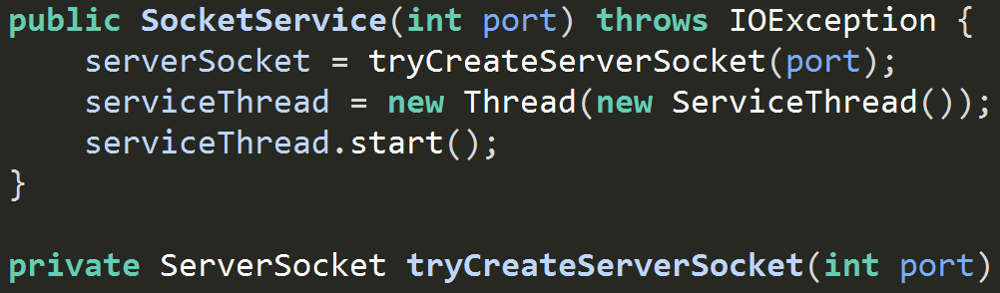 public SocketService(int port) throws IOException {
    serverSocket = tryCreateServerSocket(port);
    serviceThread = new Thread(new ServiceThread());
    serviceThread.start();
}

private ServerSocket tryCreateServerSocket(int port)